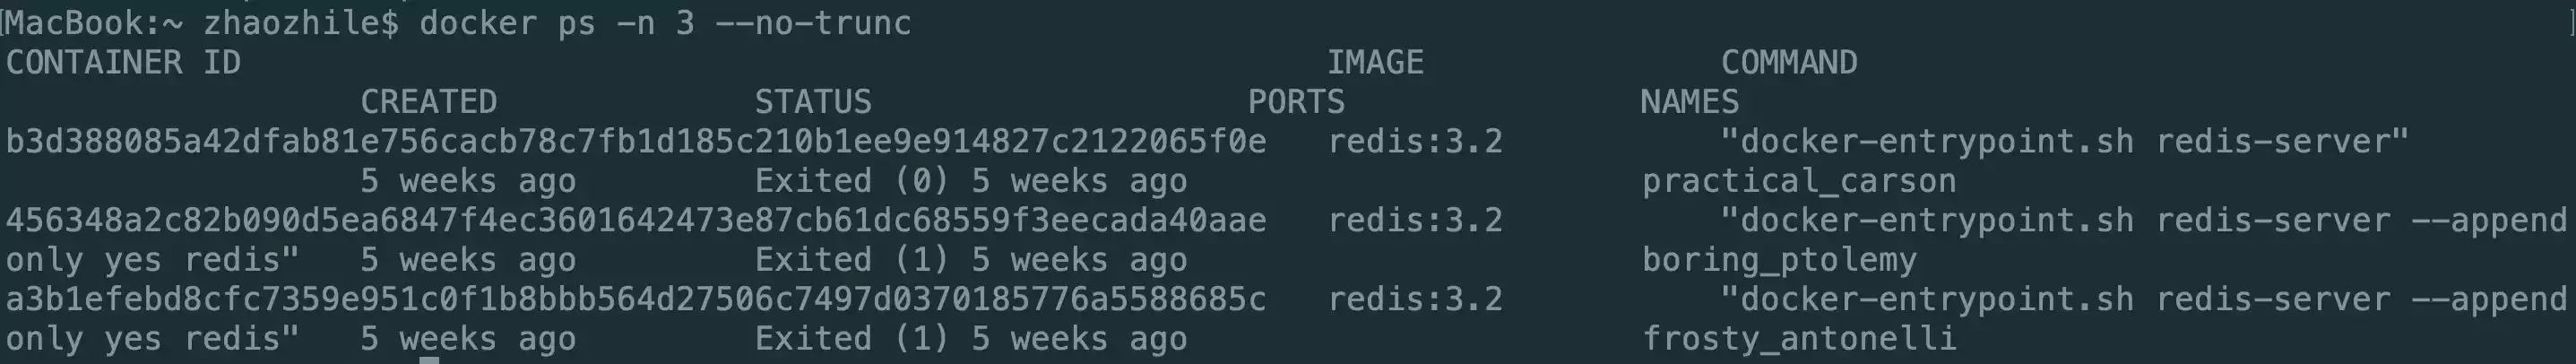 [MacBook:~ zhaozhile$ docker ps -n 3 --no-trunc ]
CONTAINER ID IMAGE COMMAND
CREATED STATUS PORTS NAMES
b3d388085a42dfab81e756cacb78c7fb1d185c210b1ee9e914827c2122065f0e redis:3.2 "docker-entrypoint.sh redis-server"
5 weeks ago Exited (0) 5 weeks ago practical_carson
456348a2c82b090d5ea6847f4ec3601642473e87cb61dc68559f3eecada40aae redis:3.2 "docker-entrypoint.sh redis-server --append
only yes redis" 5 weeks ago Exited (1) 5 weeks ago boring_ptolemy
a3b1efebd8cfc7359e951c0f1b8bbb564d27506c7497d0370185776a5588685c redis:3.2 "docker-entrypoint.sh redis-server --append
only yes redis" 5 weeks ago Exited (1) 5 weeks ago frosty_antonelli